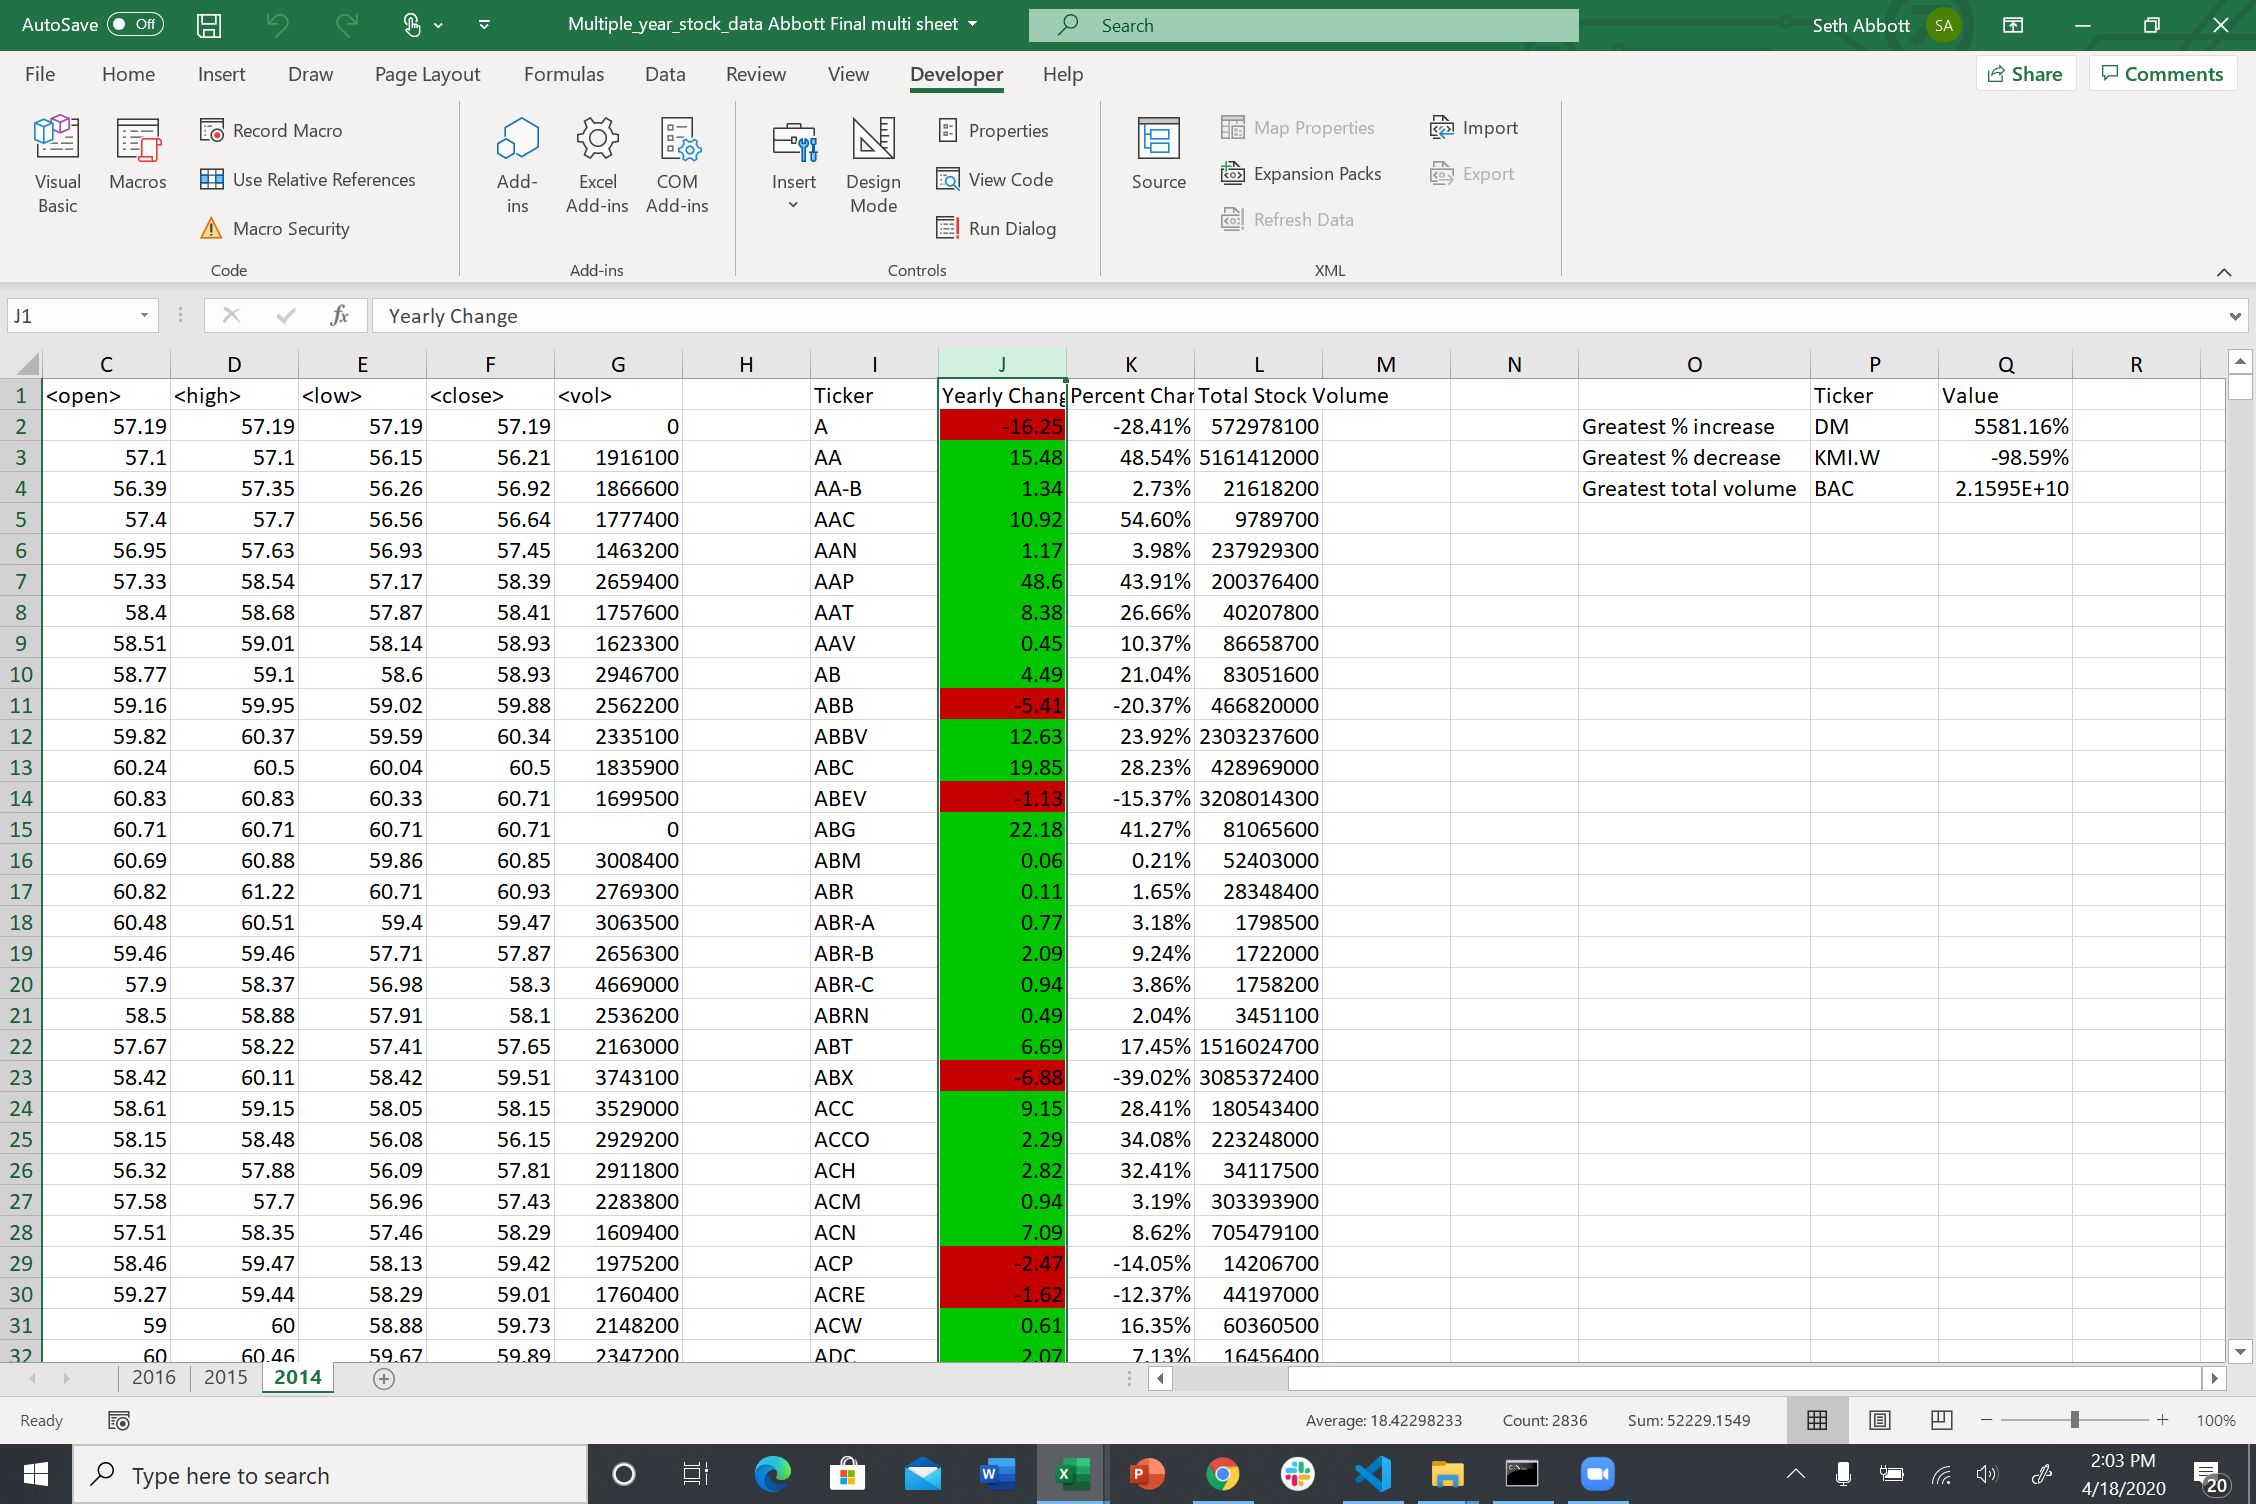 AutoSave Off Multiple_year_stock_data Abbott Final multi sheet Search Seth Abbott SA
File Home Insert Draw Page Layout Formulas Data Review View Developer Help Share Comments
Visual Basic Macros Record Macro Use Relative References Macro Security Code
Add-ins Excel Add-ins COM Add-ins Add-ins
Insert Design Mode Properties View Code Run Dialog Controls
Source Map Properties Expansion Packs Refresh Data Import Export XML
J1 fx Yearly Change
C D E F G H I J K L M N O P Q R
1 <open> <high> <low> <close> <vol> Ticker Yearly Chang Percent Char Total Stock Volume Ticker Value
2 57.19 57.19 57.19 57.19 0 A -16.25 -28.41% 572978100 Greatest % increase DM 5581.16%
3 57.1 57.1 56.15 56.21 1916100 AA 15.48 48.54% 5161412000 Greatest % decrease KMI.W -98.59%
4 56.39 57.35 56.26 56.92 1866600 AA-B 1.34 2.73% 21618200 Greatest total volume BAC 2.1595E+10
5 57.4 57.7 56.56 56.64 1777400 AAC 10.92 54.60% 9789700
6 56.95 57.63 56.93 57.45 1463200 AAN 1.17 3.98% 237929300
7 57.33 58.54 57.17 58.39 2659400 AAP 48.6 43.91% 200376400
8 58.4 58.68 57.87 58.41 1757600 AAT 8.38 26.66% 40207800
9 58.51 59.01 58.14 58.93 1623300 AAV 0.45 10.37% 86658700
10 58.77 59.1 58.6 58.93 2946700 AB 4.49 21.04% 83051600
11 59.16 59.95 59.02 59.88 2562200 ABB -5.41 -20.37% 466820000
12 59.82 60.37 59.59 60.34 2335100 ABBV 12.63 23.92% 2303237600
13 60.24 60.5 60.04 60.5 1835900 ABC 19.85 28.23% 428969000
14 60.83 60.83 60.33 60.71 1699500 ABEV -1.13 -15.37% 3208014300
15 60.71 60.71 60.71 60.71 0 ABG 22.18 41.27% 81065600
16 60.69 60.88 59.86 60.85 3008400 ABM 0.06 0.21% 52403000
17 60.82 61.22 60.71 60.93 2769300 ABR 0.11 1.65% 28348400
18 60.48 60.51 59.4 59.47 3063500 ABR-A 0.77 3.18% 1798500
19 59.46 59.46 57.71 57.87 2656300 ABR-B 2.09 9.24% 1722000
20 57.9 58.37 56.98 58.3 4669000 ABR-C 0.94 3.86% 1758200
21 58.5 58.88 57.91 58.1 2536200 ABRN 0.49 2.04% 3451100
22 57.67 58.22 57.41 57.65 2163000 ABT 6.69 17.45% 1516024700
23 58.42 60.11 58.42 59.51 3743100 ABX -6.88 -39.02% 3085372400
24 58.61 59.15 58.05 58.15 3529000 ACC 9.15 28.41% 180543400
25 58.15 58.48 56.08 56.15 2929200 ACCO 2.29 34.08% 223248000
26 56.32 57.88 56.09 57.81 2911800 ACH 2.82 32.41% 34117500
27 57.58 57.7 56.96 57.43 2283800 ACM 0.94 3.19% 303393900
28 57.51 58.35 57.46 58.29 1609400 ACN 7.09 8.62% 705479100
29 58.46 59.47 58.13 59.42 1975200 ACP -2.47 -14.05% 14206700
30 59.27 59.44 58.29 59.01 1760400 ACRE -1.62 -12.37% 44197000
31 59 60 58.88 59.73 2148200 ACW 0.61 16.35% 60360500
32 60 60.46 59.67 59.89 2347200 ADC 2.07 7.13% 16456400
2016 2015 2014
Ready Average: 18.42298233 Count: 2836 Sum: 52229.1549 100%
Type here to search 2:03 PM
4/18/2020 20